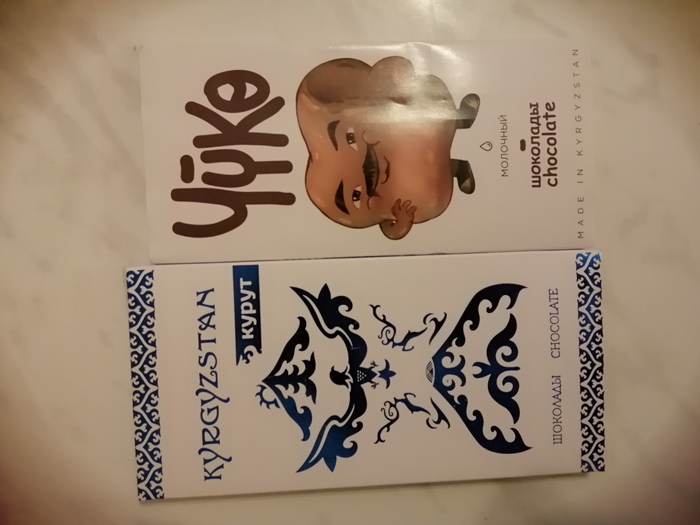 Чүкө
МОЛОЧНЫЙ
шоколады
chocolate
MADE IN KYRGYZSTAN
KYRGYZSTAN
курут
ШОКОЛАДЫ CHOCOLATE